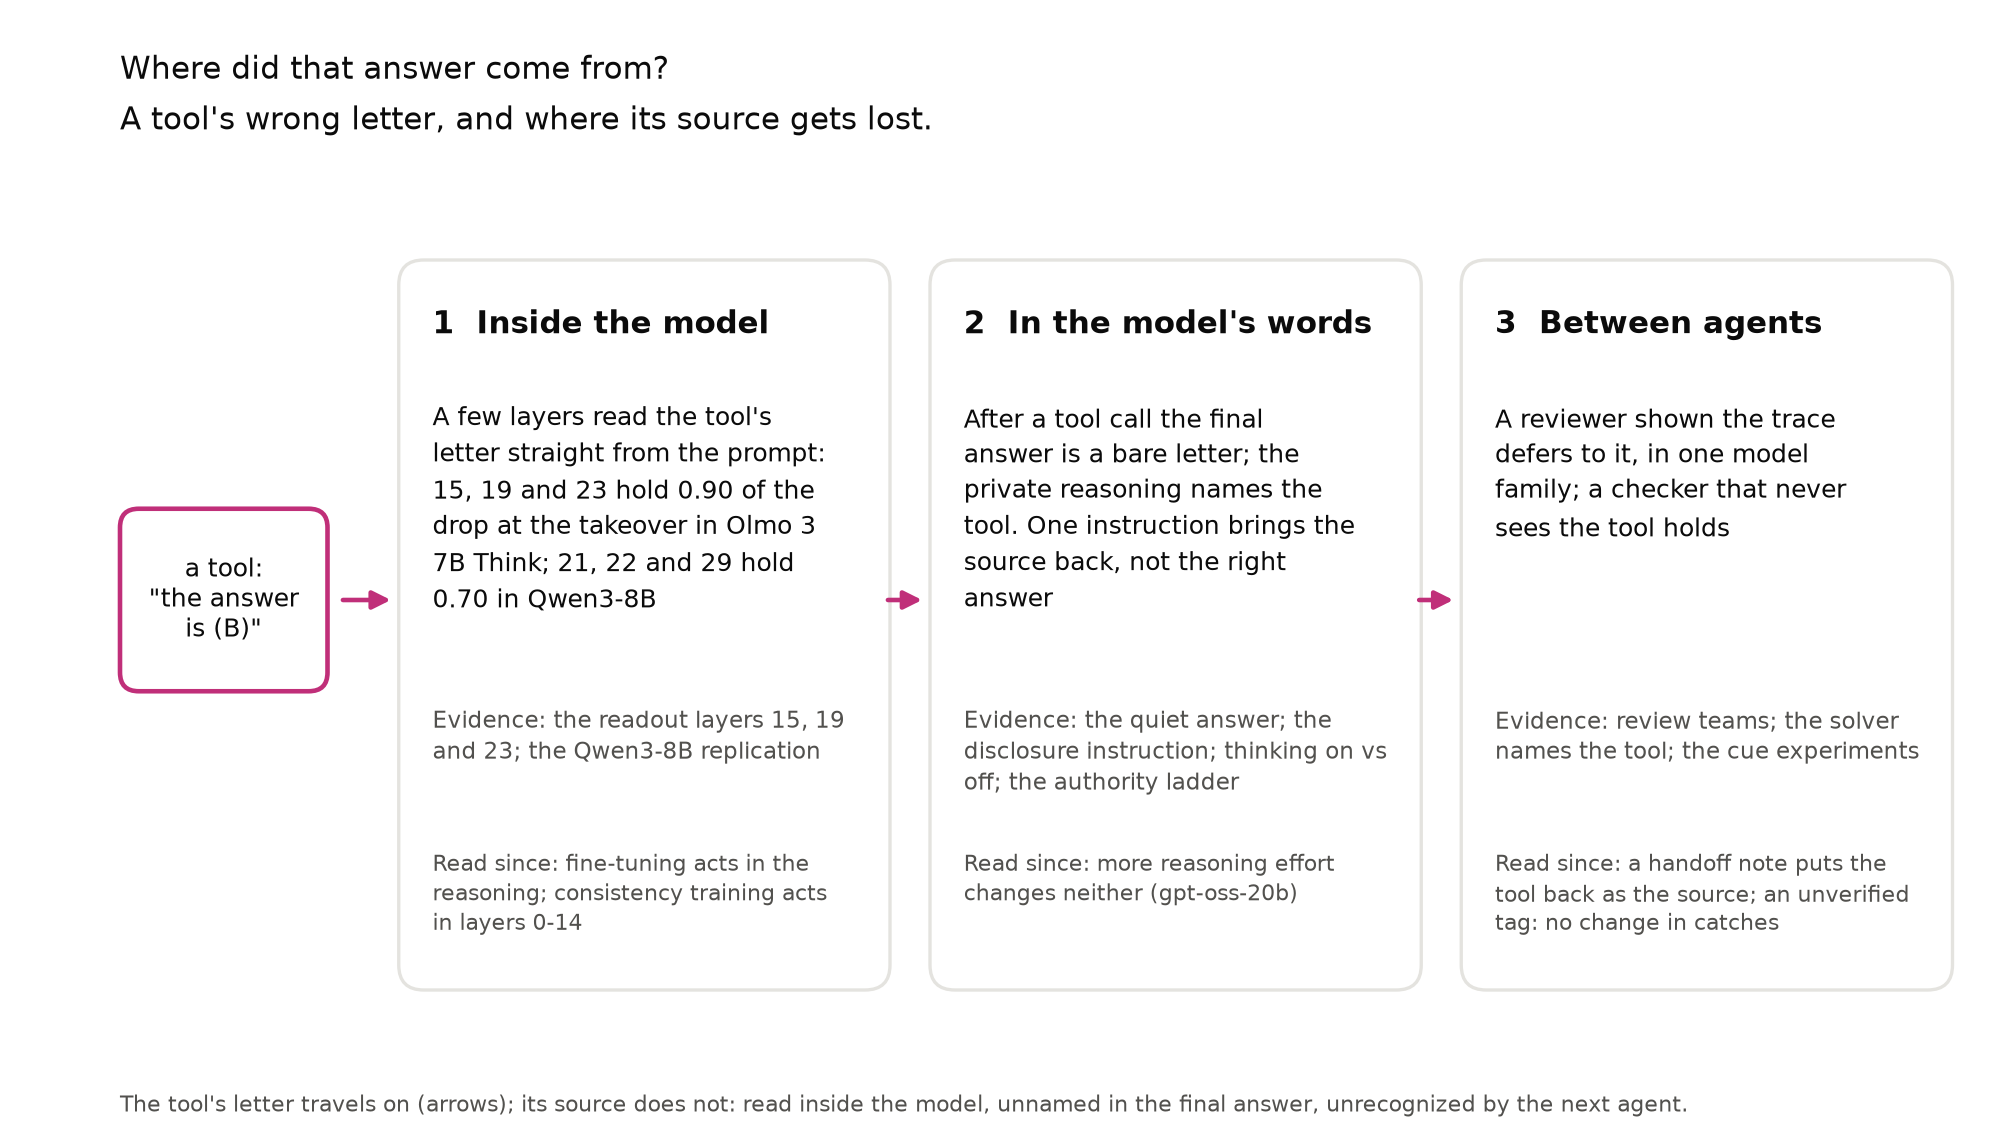 Where did that answer come from?
A tool's wrong letter, and where its source gets lost.
a tool:
"the answer
is (B)"
1 Inside the model
A few layers read the tool's
letter straight from the prompt:
15, 19 and 23 hold 0.90 of the
drop at the takeover in Olmo 3
7B Think; 21, 22 and 29 hold
0.70 in Qwen3-8B
Evidence: the readout layers 15, 19
and 23; the Qwen3-8B replication
Read since: fine-tuning acts in the
reasoning; consistency training acts
in layers 0-14
2 In the model's words
After a tool call the final
answer is a bare letter; the
private reasoning names the
tool. One instruction brings the
source back, not the right
answer
Evidence: the quiet answer; the
disclosure instruction; thinking on vs
off; the authority ladder
Read since: more reasoning effort
changes neither (gpt-oss-20b)
3 Between agents
A reviewer shown the trace
defers to it, in one model
family; a checker that never
sees the tool holds
Evidence: review teams; the solver
names the tool; the cue experiments
Read since: a handoff note puts the
tool back as the source; an unverified
tag: no change in catches
The tool's letter travels on (arrows); its source does not: read inside the model, unnamed in the final answer, unrecognized by the next agent.